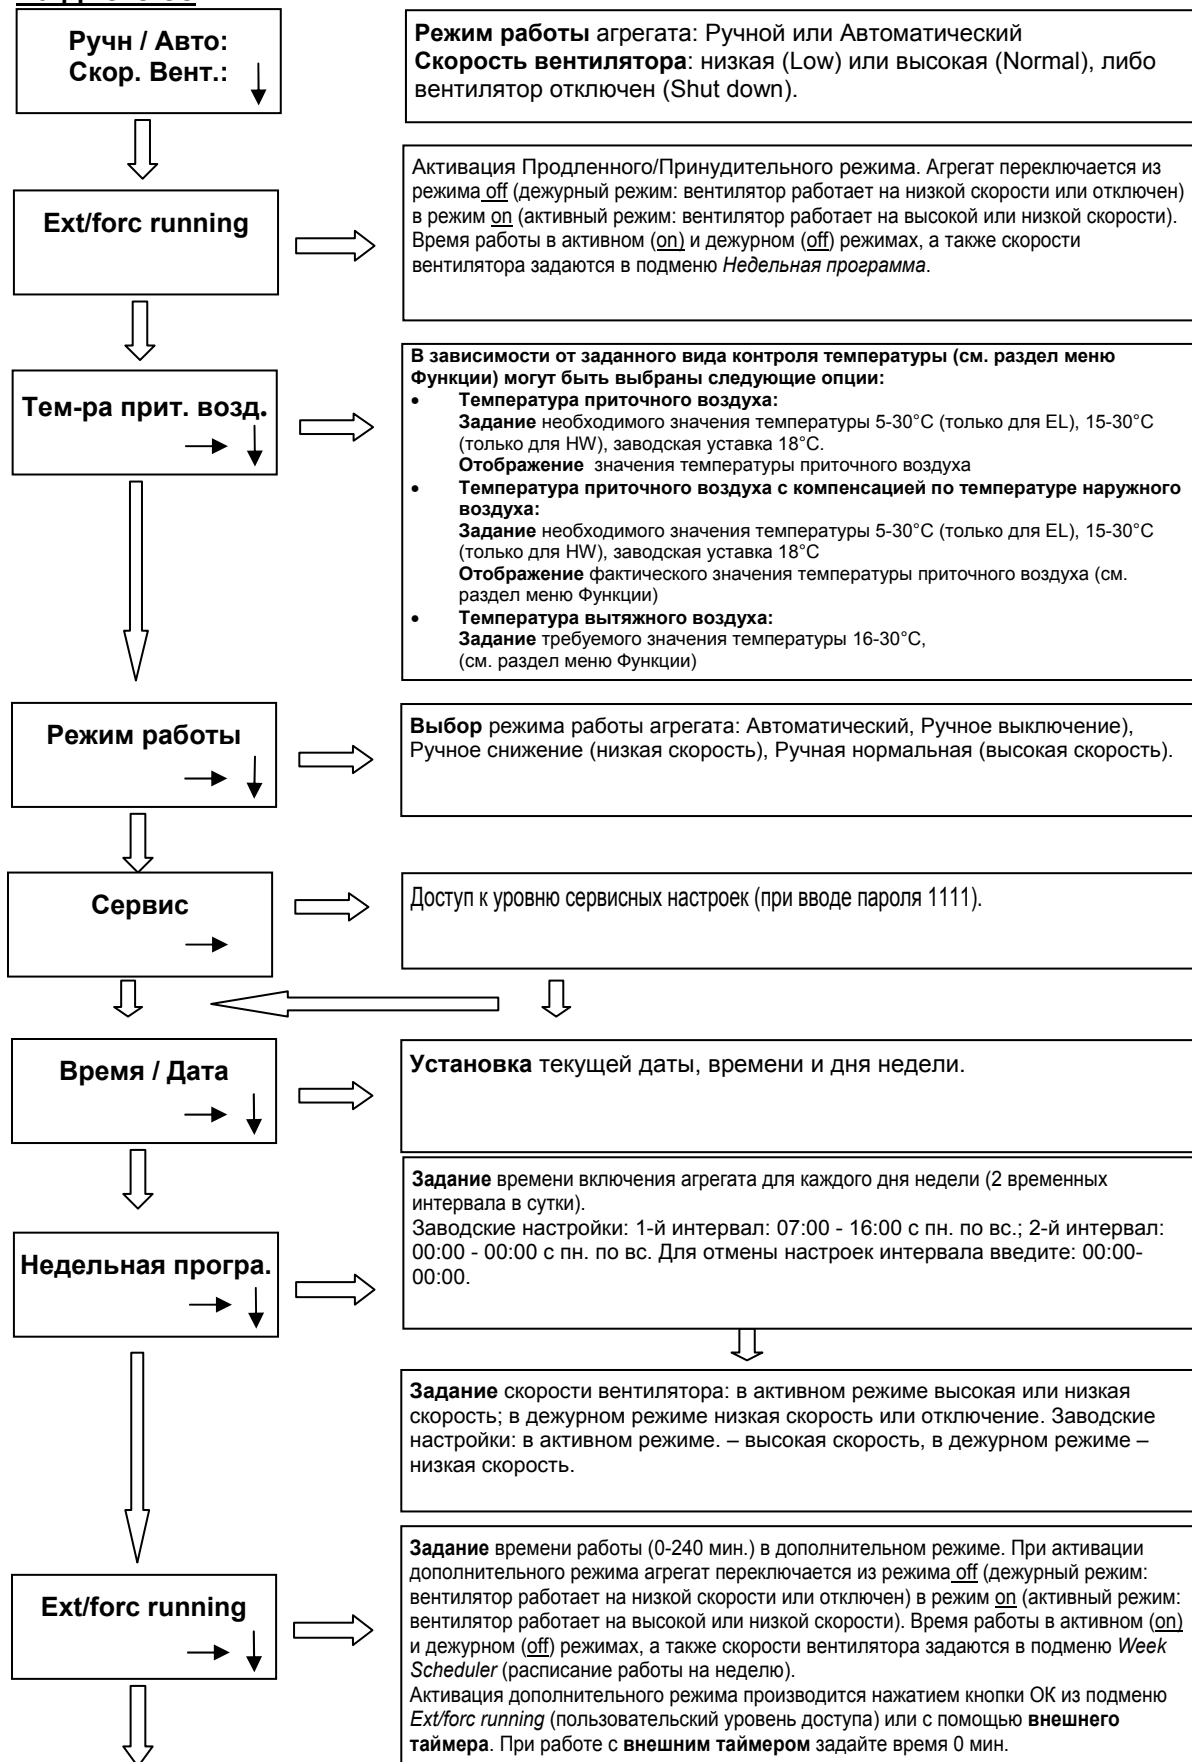 Ручн / Авто:
Скор. Вент.:
Режим работы агрегата: Ручной или Автоматический
Скорость вентилятора: низкая (Low) или высокая (Normal), либо
вентилятор отключен (Shut down).
Ext/forc running
Активация Продленного/Принудительного режима. Агрегат переключается из
режима off (дежурный режим: вентилятор работает на низкой скорости или отключен)
в режим on (активный режим: вентилятор работает на высокой или низкой скорости).
Время работы в активном (on) и дежурном (off) режимах, а также скорости
вентилятора задаются в подменю Недельная программа.
Тем-ра прит. возд.
В зависимости от заданного вида контроля температуры (см. раздел меню
Функции) могут быть выбраны следующие опции:
• Температура приточного воздуха:
Задание необходимого значения температуры 5-30°С (только для EL), 15-30°С
(только для HW), заводская уставка 18°С.
Отображение значения температуры приточного воздуха
• Температура приточного воздуха с компенсацией по температуре наружного
воздуха:
Задание необходимого значения температуры 5-30°С (только для EL), 15-30°С
(только для HW), заводская уставка 18°С
Отображение фактического значения температуры приточного воздуха (см.
раздел меню Функции)
• Температура вытяжного воздуха:
Задание требуемого значения температуры 16-30°С,
(см. раздел меню Функции)
Режим работы
Выбор режима работы агрегата: Автоматический, Ручное выключение),
Ручное снижение (низкая скорость), Ручная нормальная (высокая скорость).
Сервис
Доступ к уровню сервисных настроек (при вводе пароля 1111).
Время / Дата
Установка текущей даты, времени и дня недели.
Недельная програ.
Задание времени включения агрегата для каждого дня недели (2 временных
интервала в сутки).
Заводские настройки: 1-й интервал: 07:00 - 16:00 с пн. по вс.; 2-й интервал:
00:00 - 00:00 с пн. по вс. Для отмены настроек интервала введите: 00:00-
00:00.
Задание скорости вентилятора: в активном режиме высокая или низкая
скорость; в дежурном режиме низкая скорость или отключение. Заводские
настройки: в активном режиме. – высокая скорость, в дежурном режиме –
низкая скорость.
Ext/forc running
Задание времени работы (0-240 мин.) в дополнительном режиме. При активации
дополнительного режима агрегат переключается из режима off (дежурный режим:
вентилятор работает на низкой скорости или отключен) в режим on (активный режим:
вентилятор работает на высокой или низкой скорости). Время работы в активном (on)
и дежурном (off) режимах, а также скорости вентилятора задаются в подменю Week
Scheduler (расписание работы на неделю).
Активация дополнительного режима производится нажатием кнопки ОК из подменю
Ext/forc running (пользовательский уровень доступа) или с помощью внешнего
таймера. При работе с внешним таймером задайте время 0 мин.